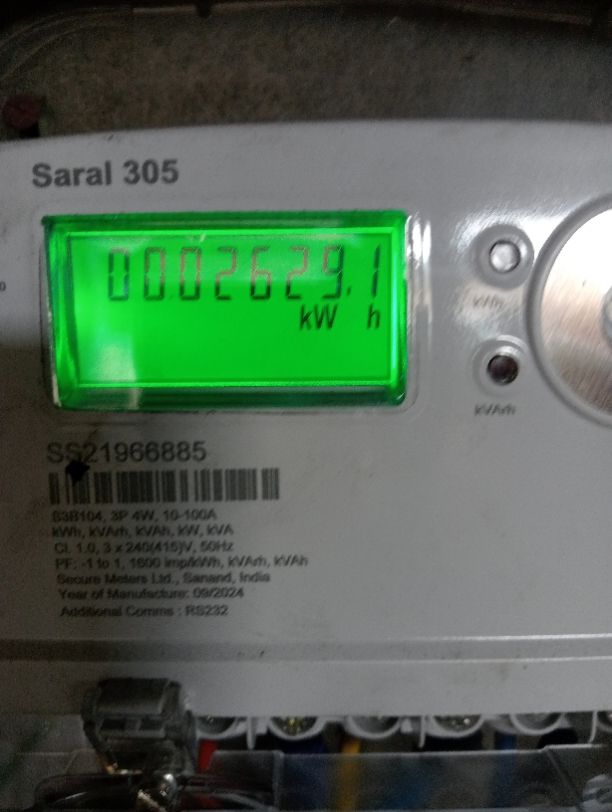 Saral 305
0002629.1
kW h
kWh
kVArh
SS21966885
S3B104, 3P 4W, 10-100A
kWh, kVArh, kVAh, kW, kVA
Cl. 1.0, 3 x 240(415)V, 50Hz
PF: -1 to 1, 1600 imp/kWh, kVArh, kVAh
Secure Meters Ltd., Sanand, India
Year of Manufacture: 09/2024
Additional Comms : RS232